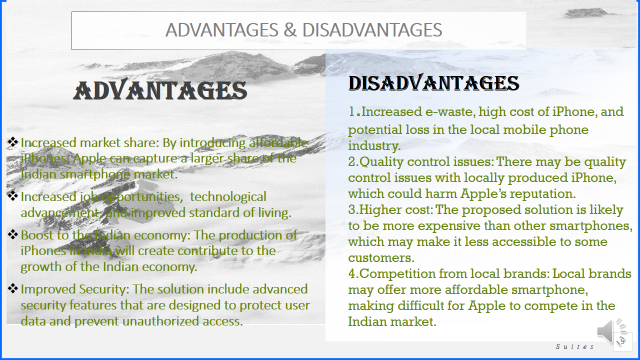 ADVANTAGES & DISADVANTAGES
ADVANTAGES
❖ Increased market share: By introducing affordable
iPhones, Apple can capture a larger share of the
Indian smartphone market.
❖ Increased job opportunities, technological
advancement, and improved standard of living.
❖ Boost to the Indian economy: The production of
iPhones in India will create contribute to the
growth of the Indian economy.
❖ Improved Security: The solution include advanced
security features that are designed to protect user
data and prevent unauthorized access.
DISADVANTAGES
1.Increased e-waste, high cost of iPhone, and
potential loss in the local mobile phone
industry.
2.Quality control issues: There may be quality
control issues with locally produced iPhone,
which could harm Apple's reputation.
3.Higher cost: The proposed solution is likely
to be more expensive than other smartphones,
which may make it less accessible to some
customers.
4.Competition from local brands: Local brands
may offer more affordable smartphone,
making difficult for Apple to compete in the
Indian market.
Suites